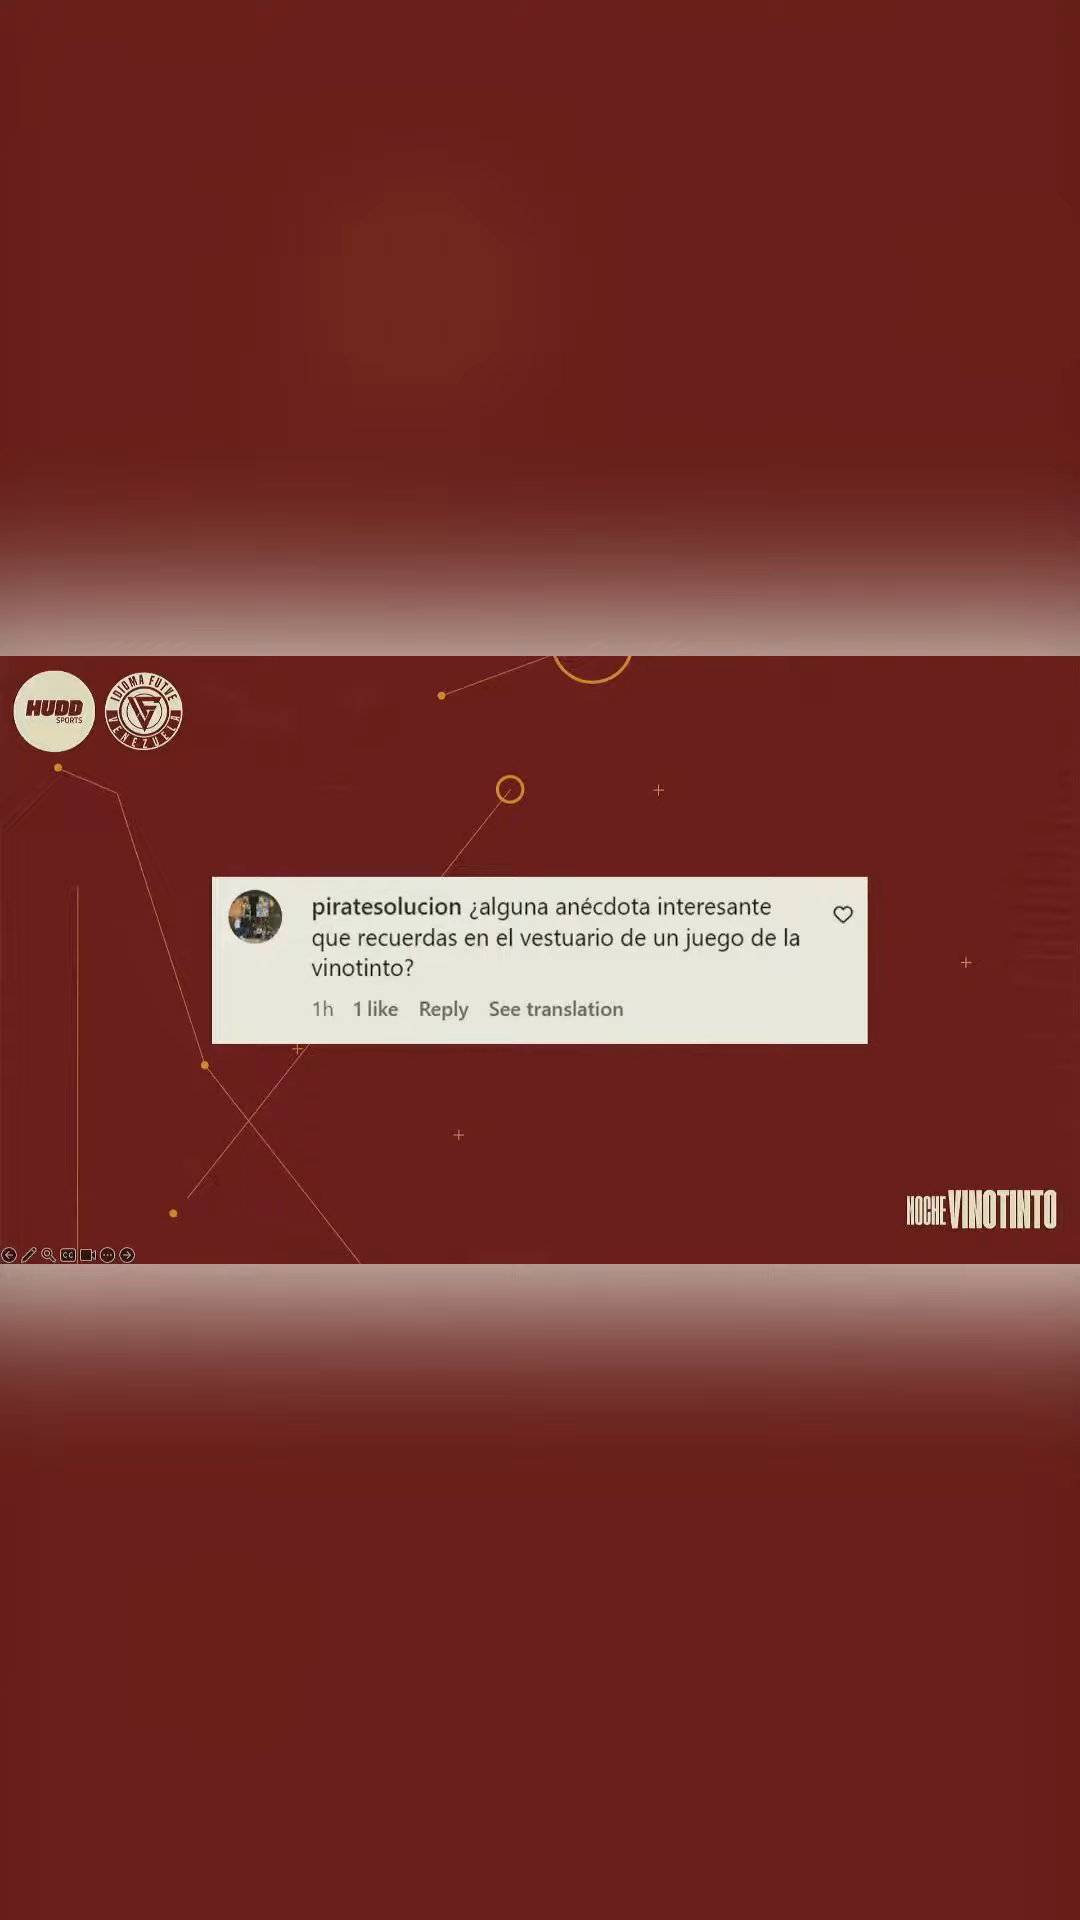 HUDD
SPORTS
IDIOMA FUTVE
VENEZUELA
piratesolucion ¿alguna anécdota interesante
que recuerdas en el vestuario de un juego de la
vinotinto?
1h 1 like Reply See translation
NOCHE VINOTINTO
CC